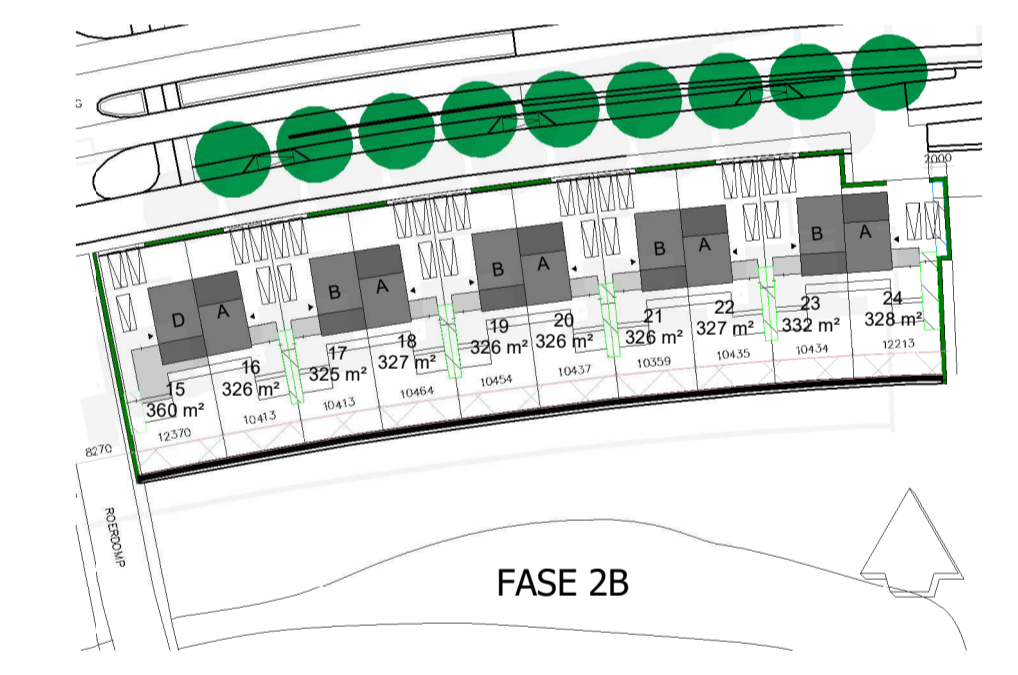 2000
D
A
B
A
B
A
B
A
B
A
15
360 m²
16
326 m²
17
325 m²
18
327 m²
19
326 m²
20
326 m²
21
326 m²
22
327 m²
23
332 m²
24
328 m²
12370
10413
10413
10464
10454
10437
10359
10435
10434
12213
8270
ROERDOMP
FASE 2B